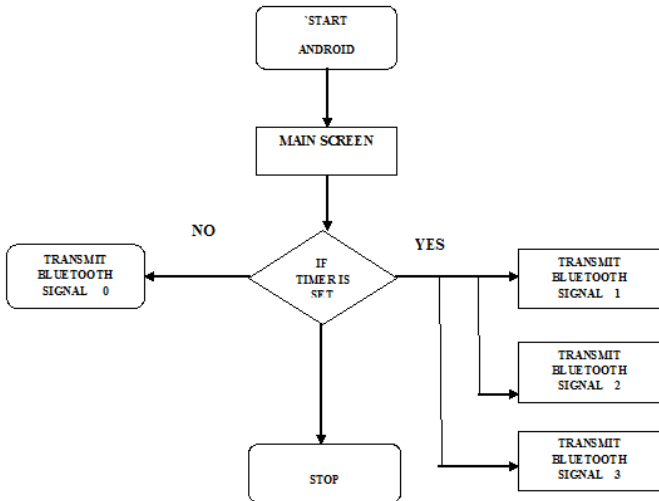 `START
ANDROID
MAIN SCREEN
NO
YES
IF
TIMER IS
SET
TRANSMIT
BLUETOOTH
SIGNAL 0
TRANSMIT
BLUETOOTH
SIGNAL 1
TRANSMIT
BLUETOOTH
SIGNAL 2
TRANSMIT
BLUETOOTH
SIGNAL 3
STOP